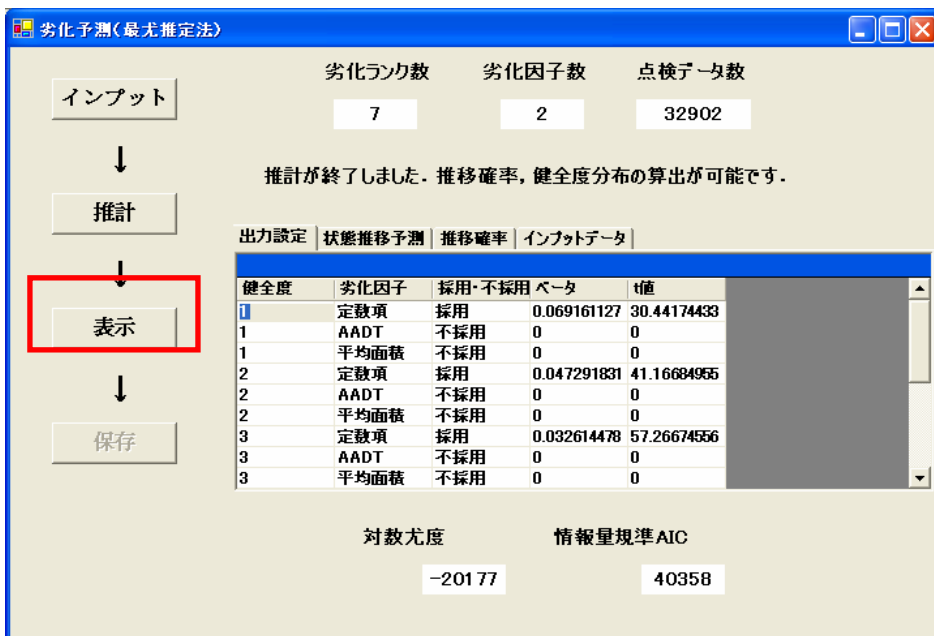 劣化予測(最尤推定法)
劣化ランク数 劣化因子数 点検データ数
インプット
7 2 32902
↓
推計が終了しました. 推移確率, 健全度分布の算出が可能です.
推計
出力設定 状態推移予測 推移確率 インプットデータ
↓
健全度 劣化因子 採用・不採用 ベータ t値
1 定数項 採用 0.069161127 30.44174433
表示
1 AADT 不採用 0 0
1 平均面積 不採用 0 0
2 定数項 採用 0.047291831 41.16684955
↓
2 AADT 不採用 0 0
2 平均面積 不採用 0 0
3 定数項 採用 0.032614478 57.26674556
保存
3 AADT 不採用 0 0
3 平均面積 不採用 0 0
対数尤度 情報量規準AIC
-20177 40358